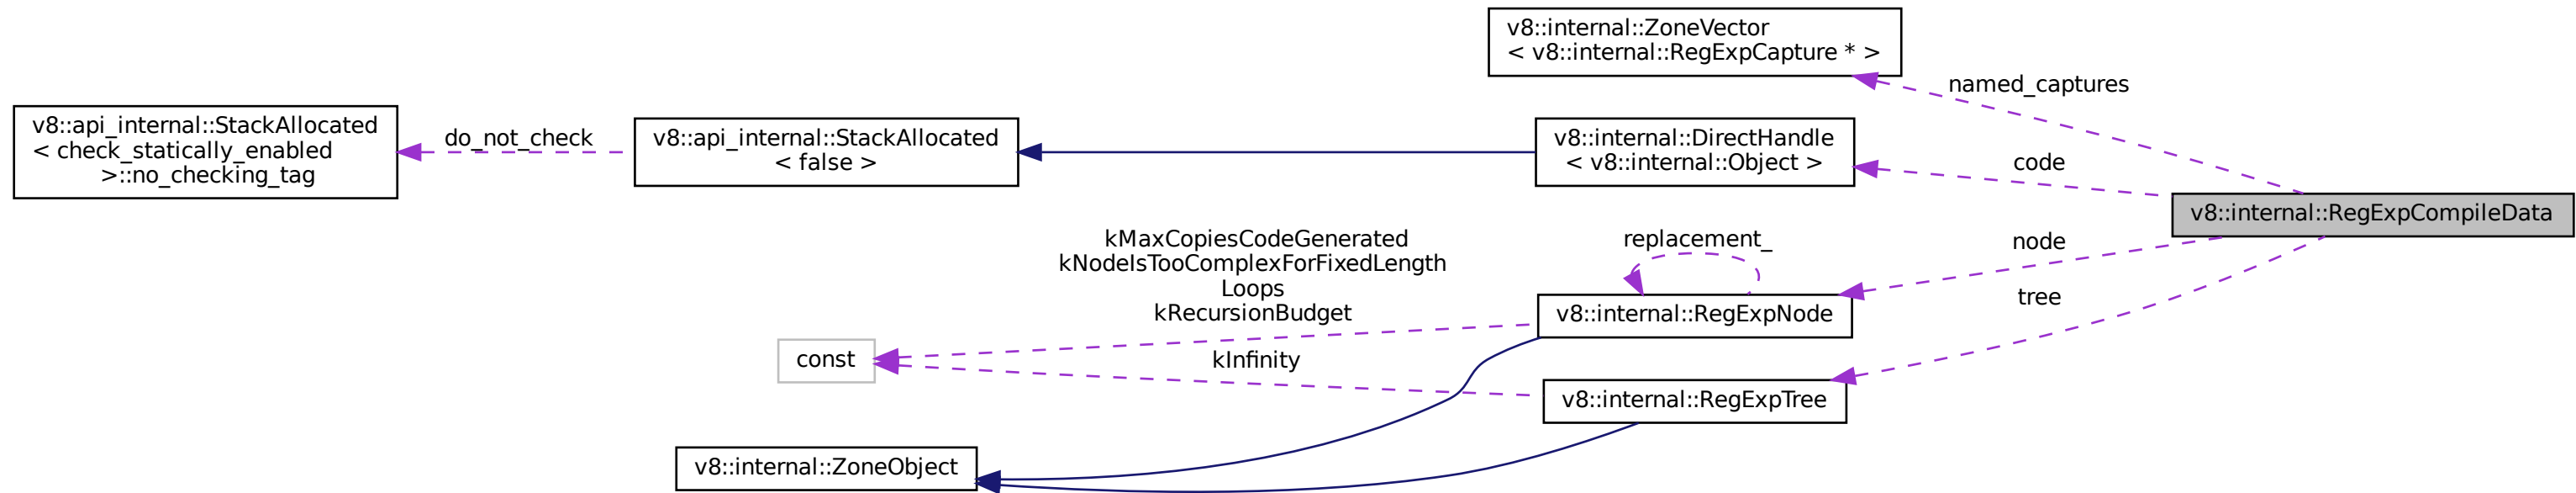 v8::internal::ZoneVector
< v8::internal::RegExpCapture * >
named_captures
v8::api_internal::StackAllocated
< check_statically_enabled
>::no_checking_tag
do_not_check
v8::api_internal::StackAllocated
< false >
v8::internal::DirectHandle
< v8::internal::Object >
code
v8::internal::RegExpCompileData
kMaxCopiesCodeGenerated
kNodeIsTooComplexForFixedLength
Loops
kRecursionBudget
replacement_
node
v8::internal::RegExpNode
tree
const
kInfinity
v8::internal::RegExpTree
v8::internal::ZoneObject